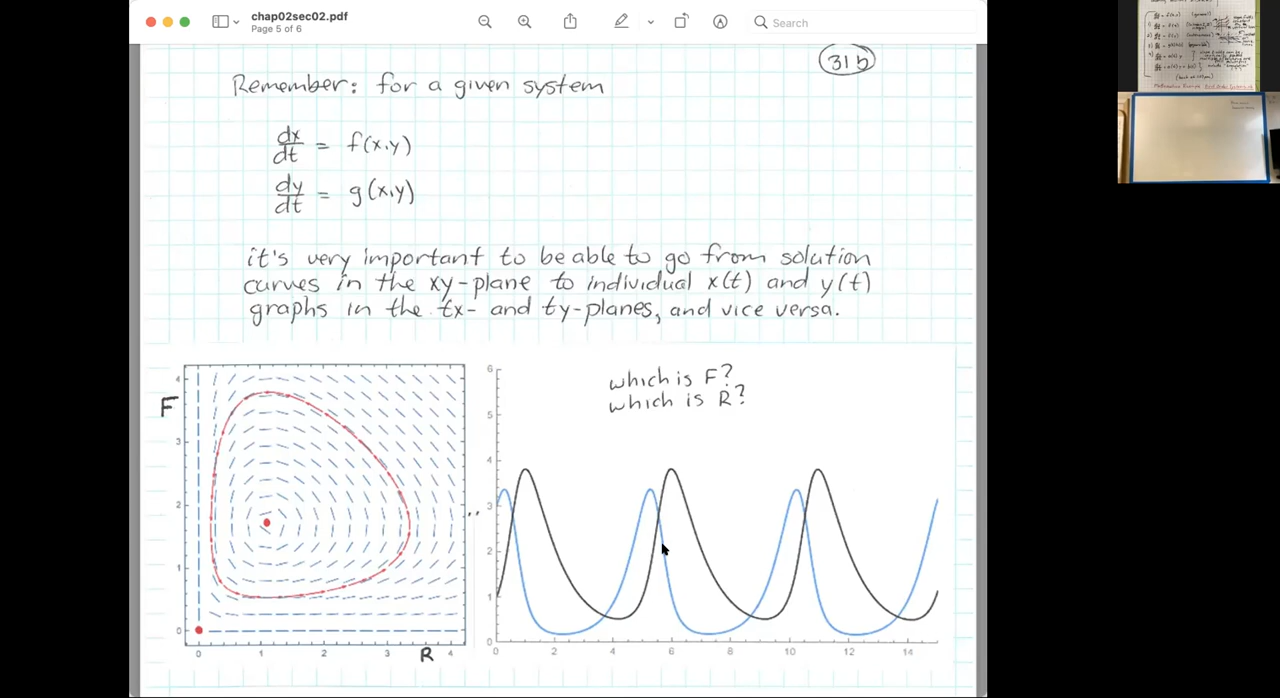 chap02sec02.pdf
Page 5 of 6
Search
31b
Remember: for a given system
dx/dt = f(x,y)
dy/dt = g(x,y)
it's very important to be able to go from solution
curves in the xy-plane to individual x(t) and y(t)
graphs in the tx- and ty-planes, and vice versa.
which is F?
which is R?
F
4
3
2
1
0
0 1 2 3 R 4
6
5
4
3
2
1
0
0 2 4 6 8 10 12 14